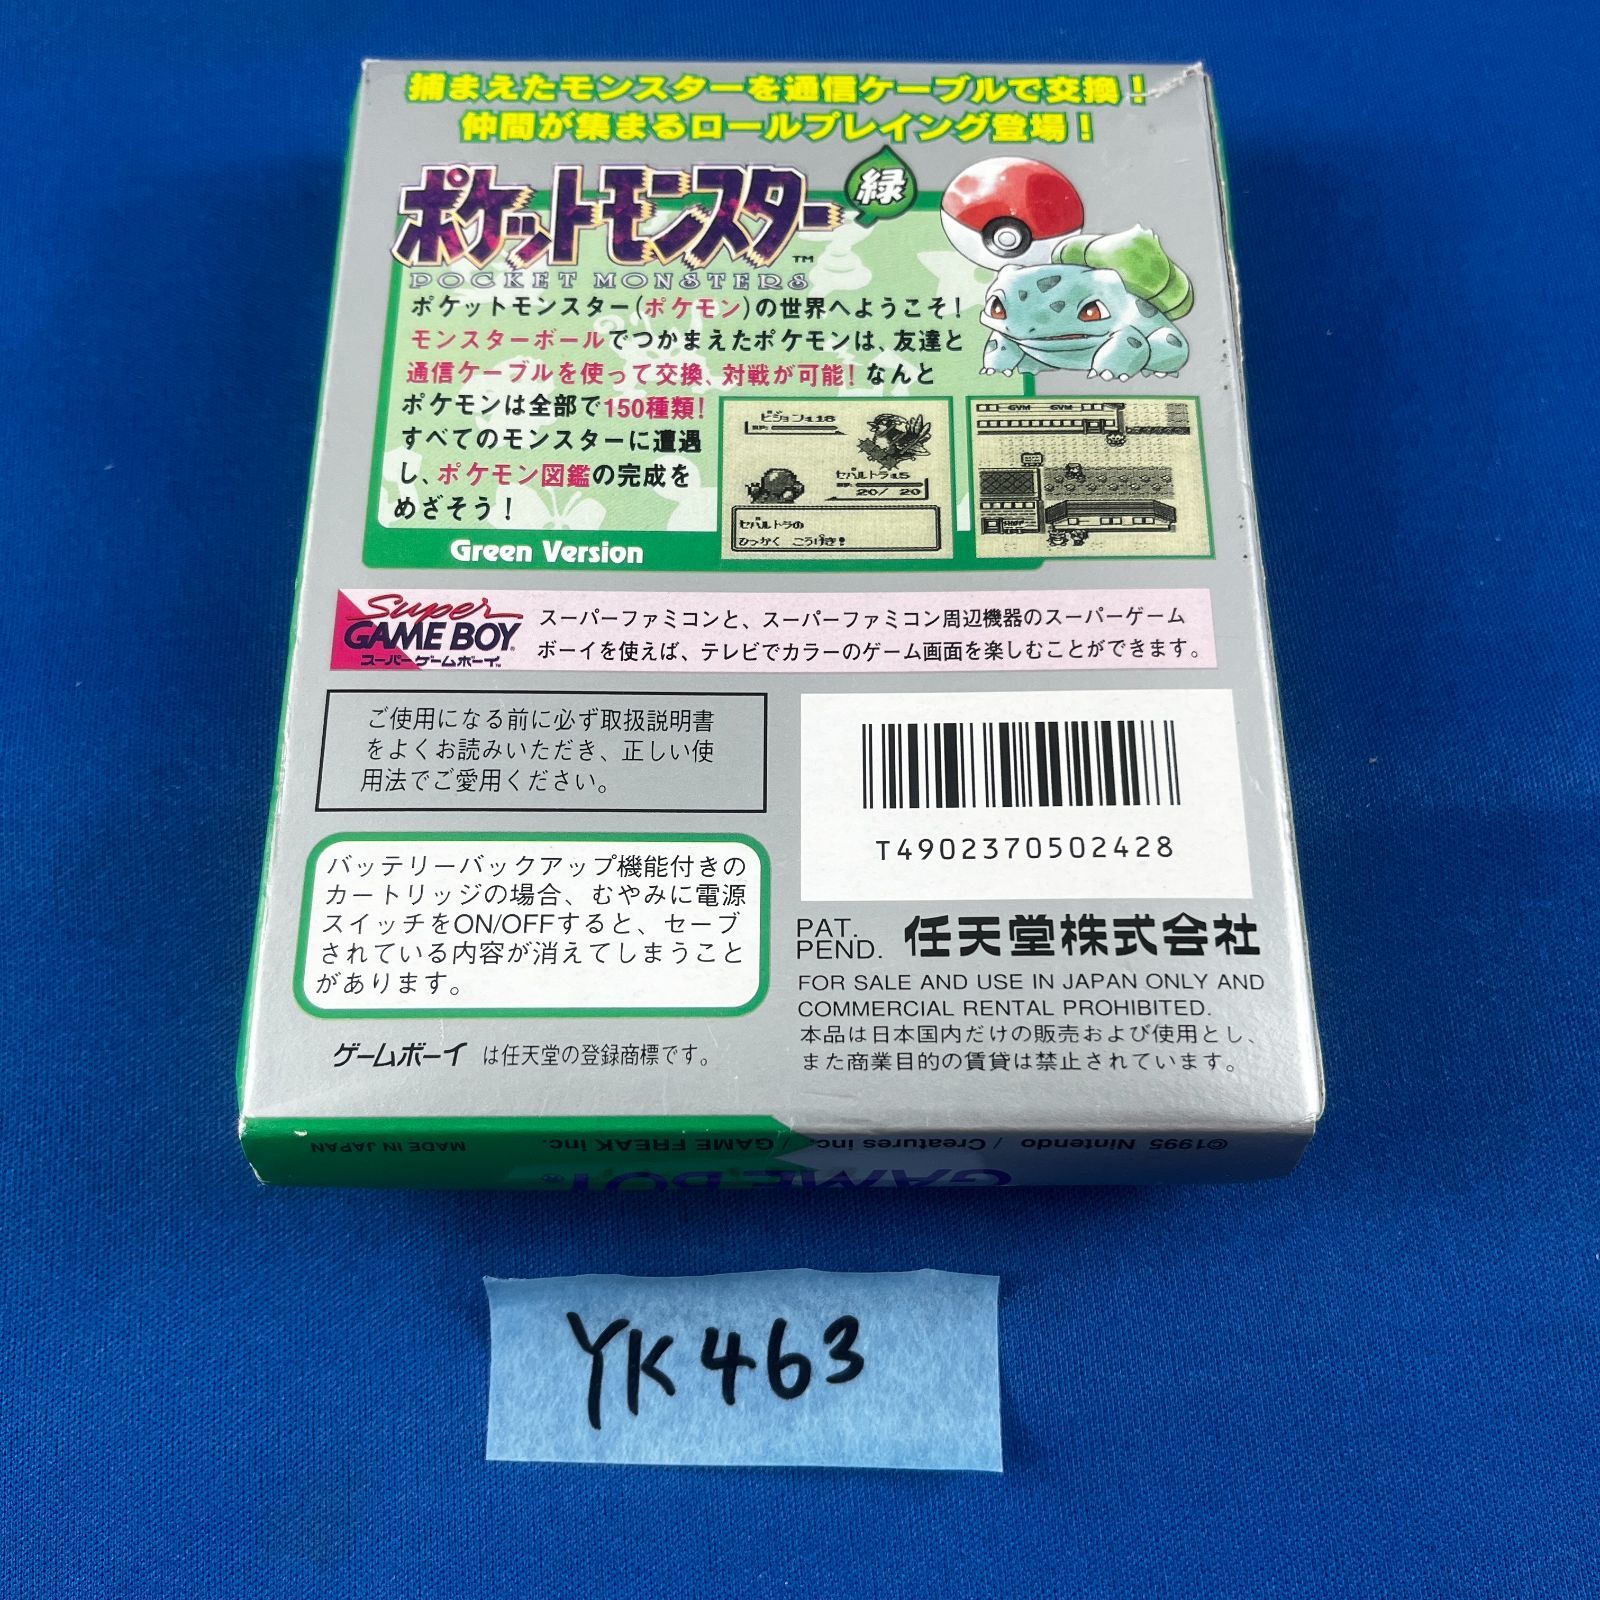 捕まえたモンスターを通信ケーブルで交換!
仲間が集まるロールプレイング登場!
ポケットモンスター 緑
POCKET MONSTERS ™
ポケットモンスター(ポケモン)の世界へようこそ!
モンスターボールでつかまえたポケモンは、友達と
通信ケーブルを使って交換、対戦が可能!なんと
ポケモンは全部で150種類!
すべてのモンスターに遭遇
し、ポケモン図鑑の完成を
めざそう!
Green Version
20/ 20
ひっかく こうげき!
GYM GYM
SHOP
Super
GAME BOY
スーパーゲームボーイ
スーパーファミコンと、スーパーファミコン周辺機器のスーパーゲーム
ボーイを使えば、テレビでカラーのゲーム画面を楽しむことができます。
ご使用になる前に必ず取扱説明書
をよくお読みいただき、正しい使
用法でご愛用ください。
バッテリーバックアップ機能付きの
カートリッジの場合、むやみに電源
スイッチをON/OFFすると、セーブ
されている内容が消えてしまうこと
があります。
ゲームボーイ は任天堂の登録商標です。
T4902370502428
PAT.
PEND. 任天堂株式会社
FOR SALE AND USE IN JAPAN ONLY AND
COMMERCIAL RENTAL PROHIBITED.
本品は日本国内だけの販売および使用とし、
また商業目的の賃貸は禁止されています。
©1995 Nintendo / Creatures inc. / GAME FREAK inc. MADE IN JAPAN
GAME BOY
YK463